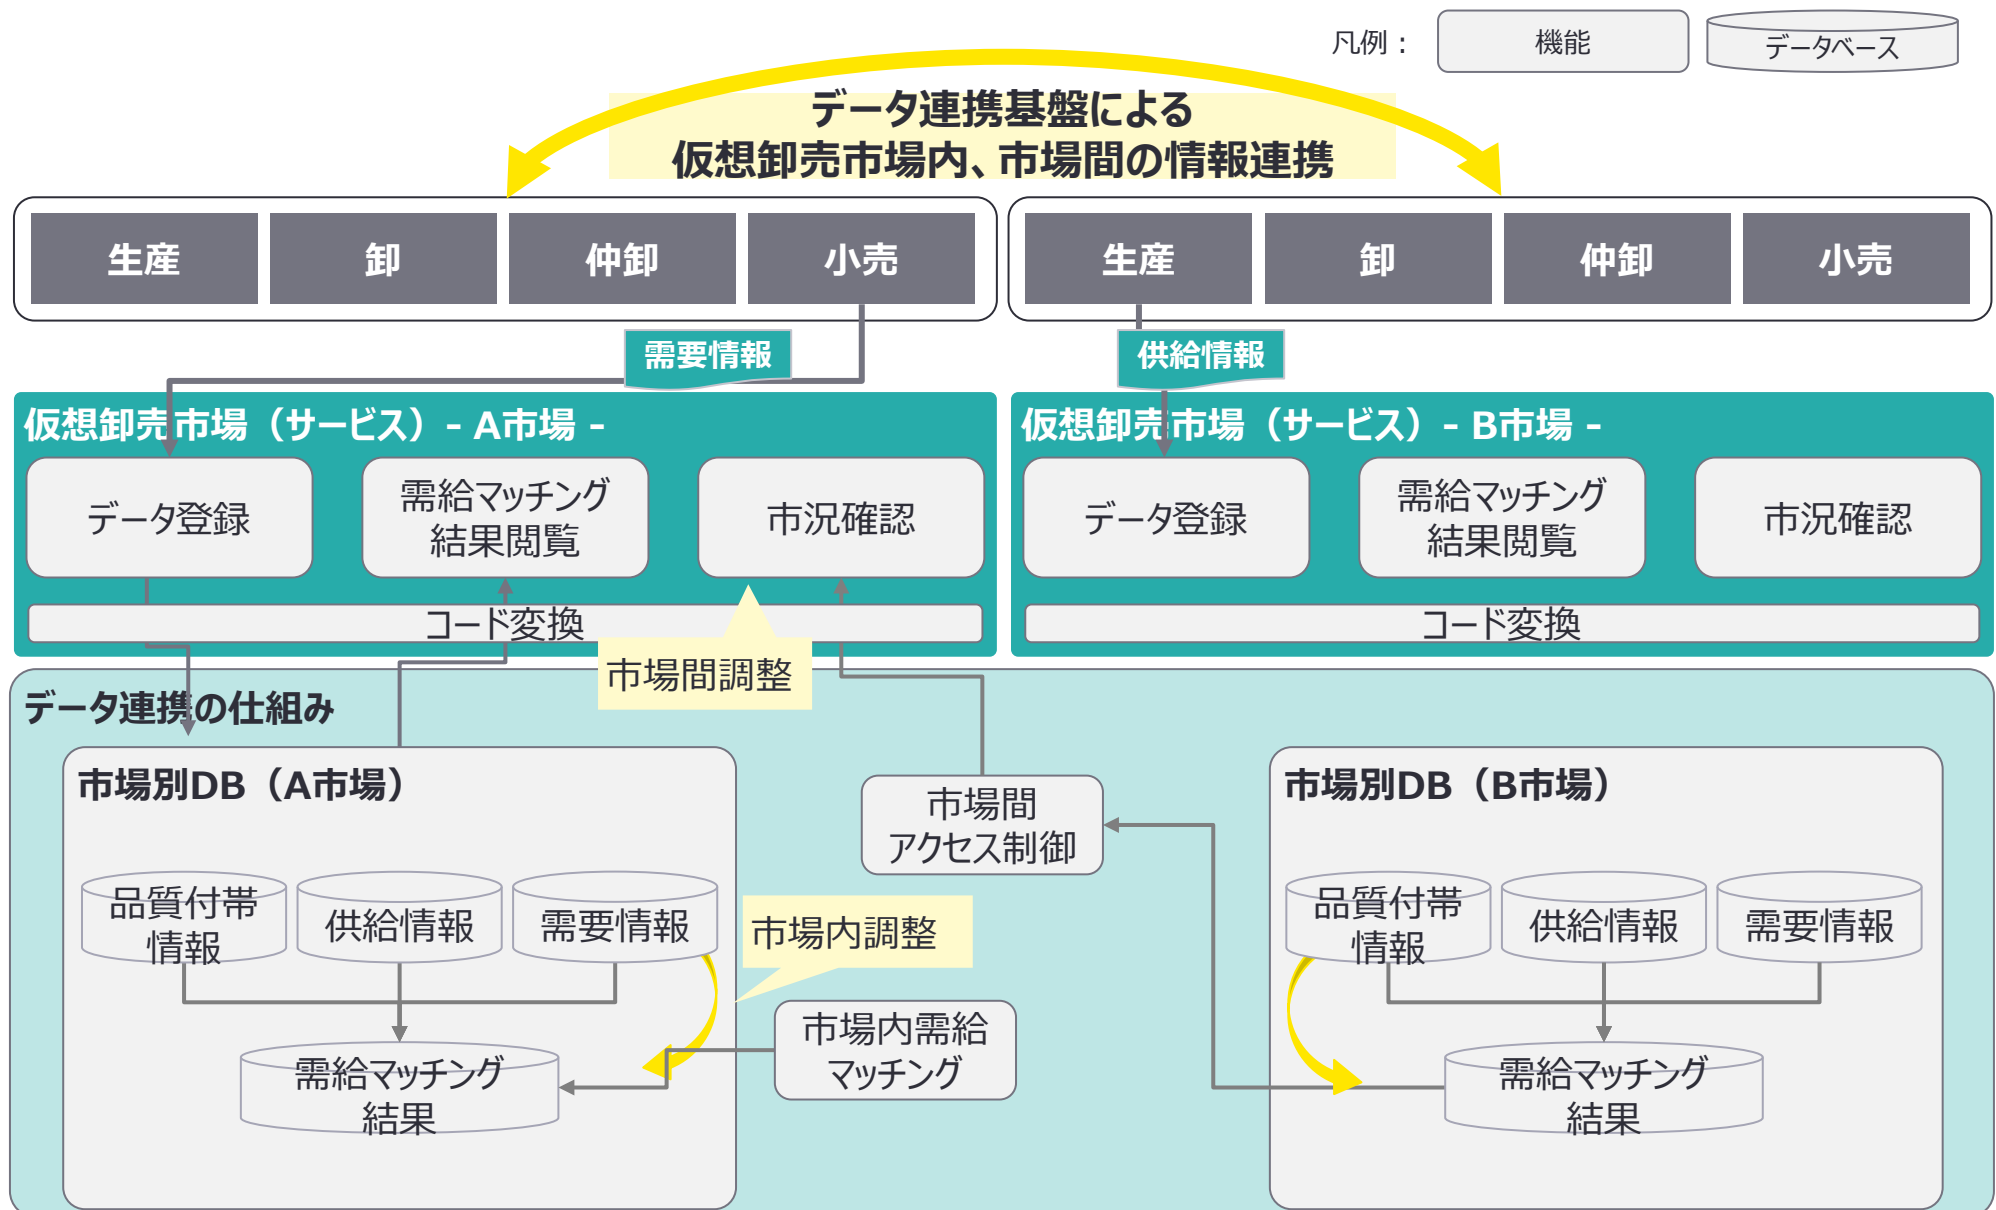 凡例：
機能
データベース
データ連携基盤による
仮想卸売市場内、市場間の情報連携
生産
卸
仲卸
小売
生産
卸
仲卸
小売
需要情報
供給情報
仮想卸売市場（サービス）- A市場 -
仮想卸売市場（サービス）- B市場 -
データ登録
需給マッチング
結果閲覧
市況確認
データ登録
需給マッチング
結果閲覧
市況確認
コード変換
コード変換
市場間調整
データ連携の仕組み
市場別DB（A市場）
市場間
アクセス制御
市場別DB（B市場）
品質付帯
情報
供給情報
需要情報
市場内調整
品質付帯
情報
供給情報
需要情報
市場内需給
マッチング
需給マッチング
結果
需給マッチング
結果